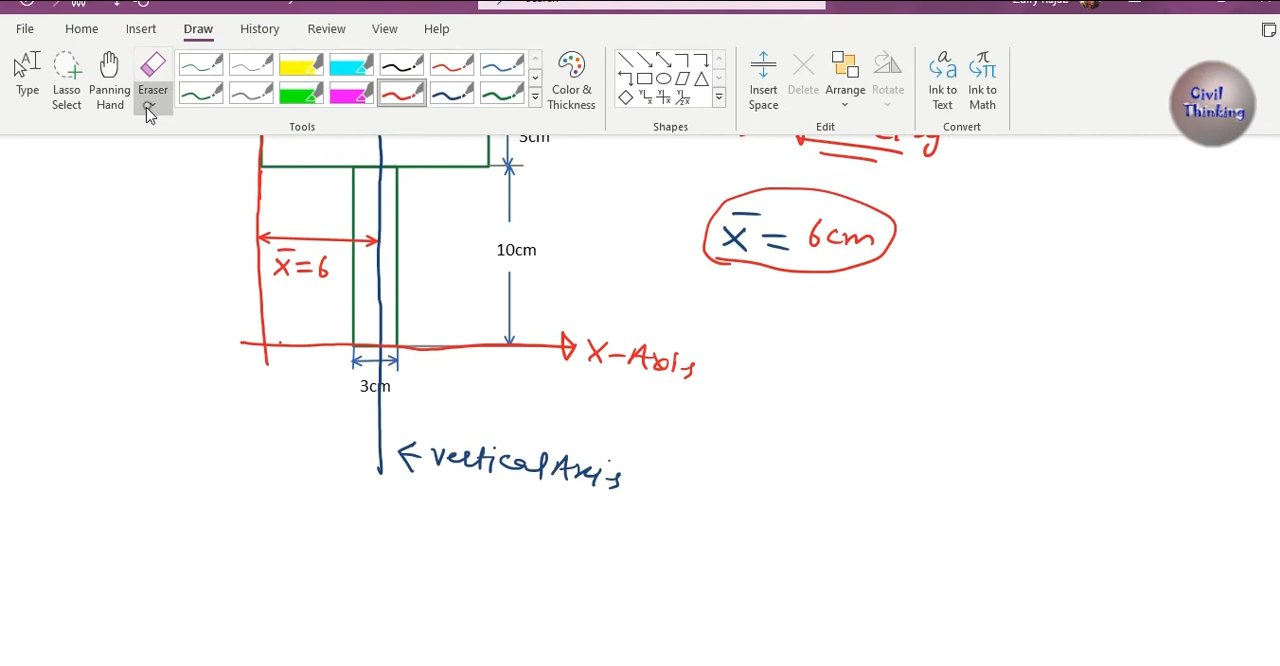 File Home Insert Draw History Review View Help
Type Lasso Select Panning Hand Eraser Color & Thickness Insert Space Delete Arrange Rotate Ink to Text Ink to Math
Tools Shapes Edit Convert
Civil Thinking
3cm
x̄ = 6cm
10cm
x̄=6
X-Axis
3cm
← vertical Axis